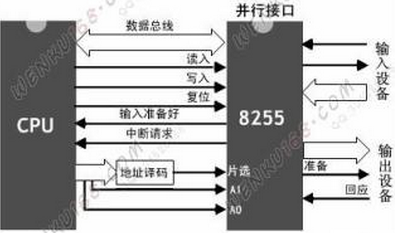 并行接口
数据总线
读入
写入
复位
输入准备好
中断请求
CPU
8255
地址译码
片选
A1
A0
输入设备
输出设备
准备
回应
WENKU168.COM